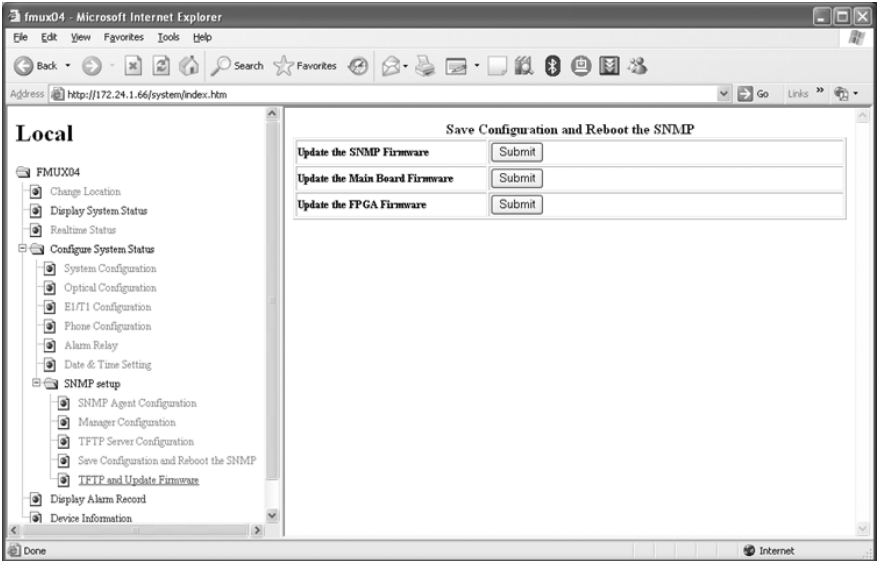 fmux04 - Microsoft Internet Explorer
File Edit View Favorites Tools Help
Back Search Favorites
Address http://172.24.1.66/system/index.htm Go Links »
Local
FMUX04
Change Location
Display System Status
Realtime Status
Configure System Status
System Configuration
Optical Configuration
E1/T1 Configuration
Phone Configuration
Alarm Relay
Date & Time Setting
SNMP setup
SNMP Agent Configuration
Manager Configuration
TFTP Server Configuration
Save Configuration and Reboot the SNMP
TFTP and Update Firmware
Display Alarm Record
Device Information
Save Configuration and Reboot the SNMP
Update the SNMP Firmware Submit
Update the Main Board Firmware Submit
Update the FPGA Firmware Submit
Done Internet